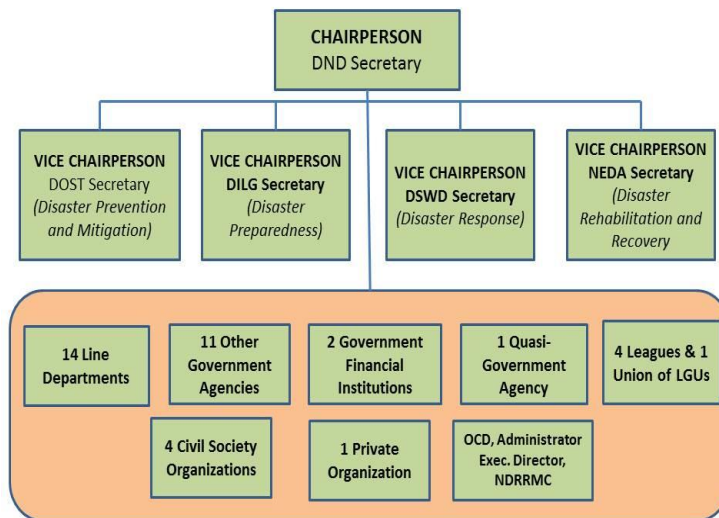 CHAIRPERSON
DND Secretary
VICE CHAIRPERSON
DOST Secretary
(Disaster Prevention
and Mitigation)
VICE CHAIRPERSON
DILG Secretary
(Disaster
Preparedness)
VICE CHAIRPERSON
DSWD Secretary
(Disaster Response)
VICE CHAIRPERSON
NEDA Secretary
(Disaster
Rehabilitation and
Recovery
14 Line
Departments
11 Other
Government
Agencies
2 Government
Financial
Institutions
1 Quasi-
Government
Agency
4 Leagues & 1
Union of LGUs
4 Civil Society
Organizations
1 Private
Organization
OCD, Administrator
Exec. Director,
NDRRMC